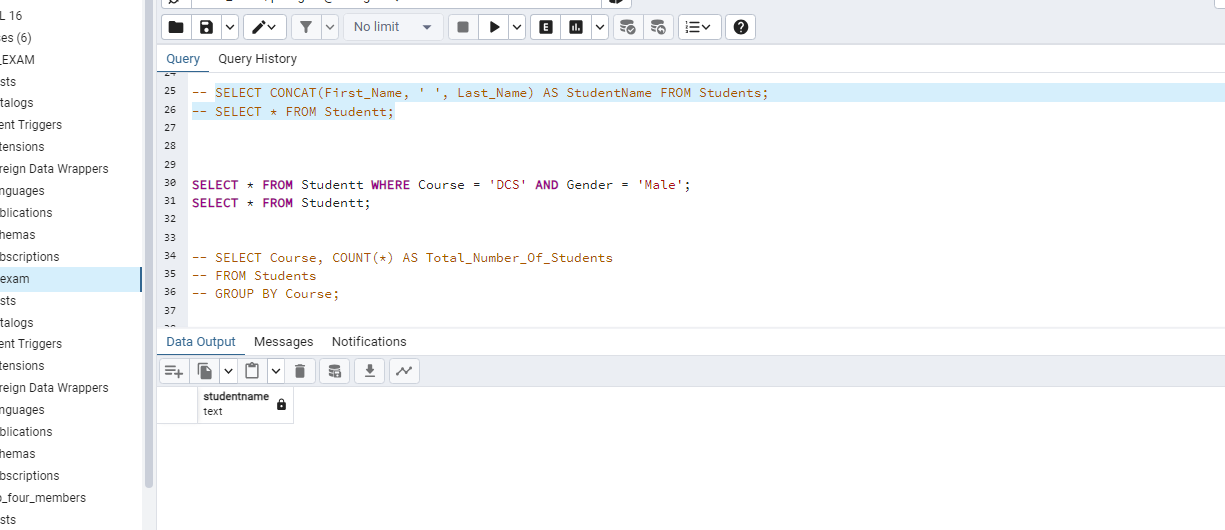 L 16
ses (6)
_EXAM
sts
talogs
ent Triggers
tensions
reign Data Wrappers
nguages
blications
hemas
bscriptions
exam
sts
talogs
ent Triggers
tensions
reign Data Wrappers
nguages
blications
hemas
bscriptions
_four_members
sts
No limit
E
Query Query History
24
25 -- SELECT CONCAT(First_Name, ' ', Last_Name) AS StudentName FROM Students;
26 -- SELECT * FROM Studentt;
27
28
29
30 SELECT * FROM Studentt WHERE Course = 'DCS' AND Gender = 'Male';
31 SELECT * FROM Studentt;
32
33
34 -- SELECT Course, COUNT(*) AS Total_Number_Of_Students
35 -- FROM Students
36 -- GROUP BY Course;
37
Data Output Messages Notifications
studentname
text